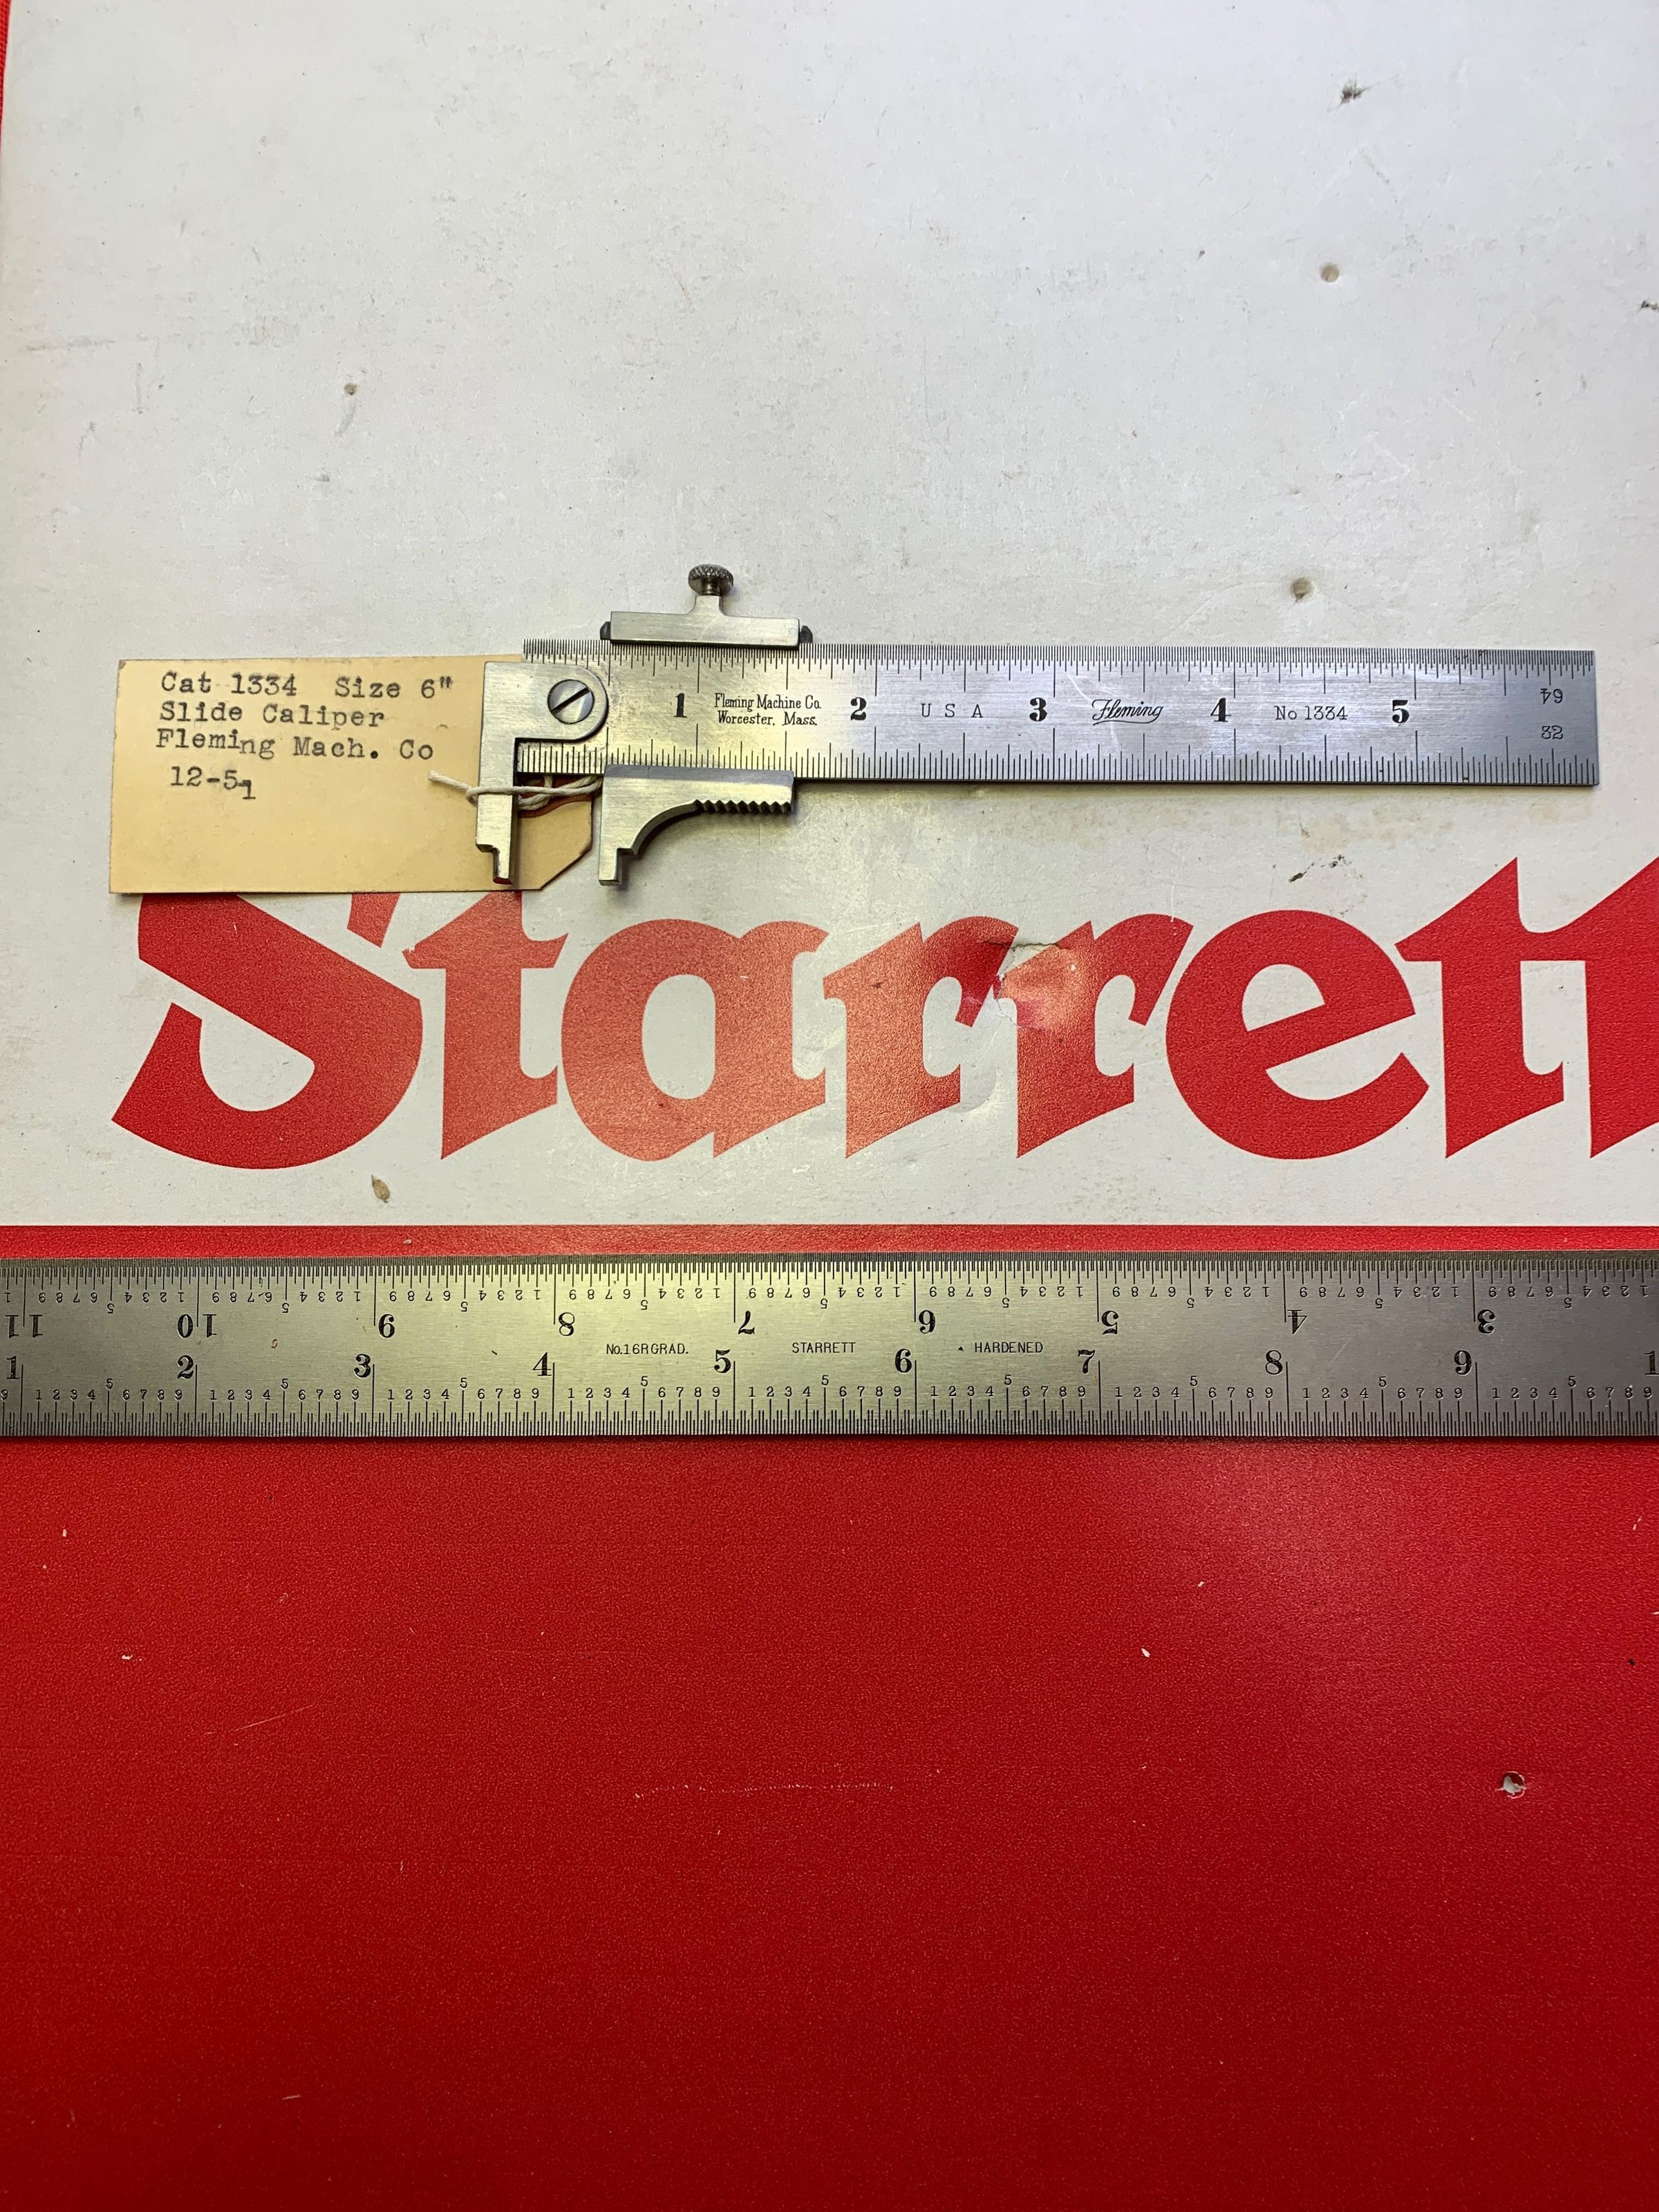 Cat 1334 Size 6"
Slide Caliper
Fleming Mach. Co
12-51
1 Fleming Machine Co. Worcester, Mass. 2 U S A 3 Fleming 4 No 1334 5 64
32
Starrett
11 10 9 8 7 6 5 4 3
No.16R GRAD. STARRETT HARDENED
1 2 3 4 5 6 7 8 9 1